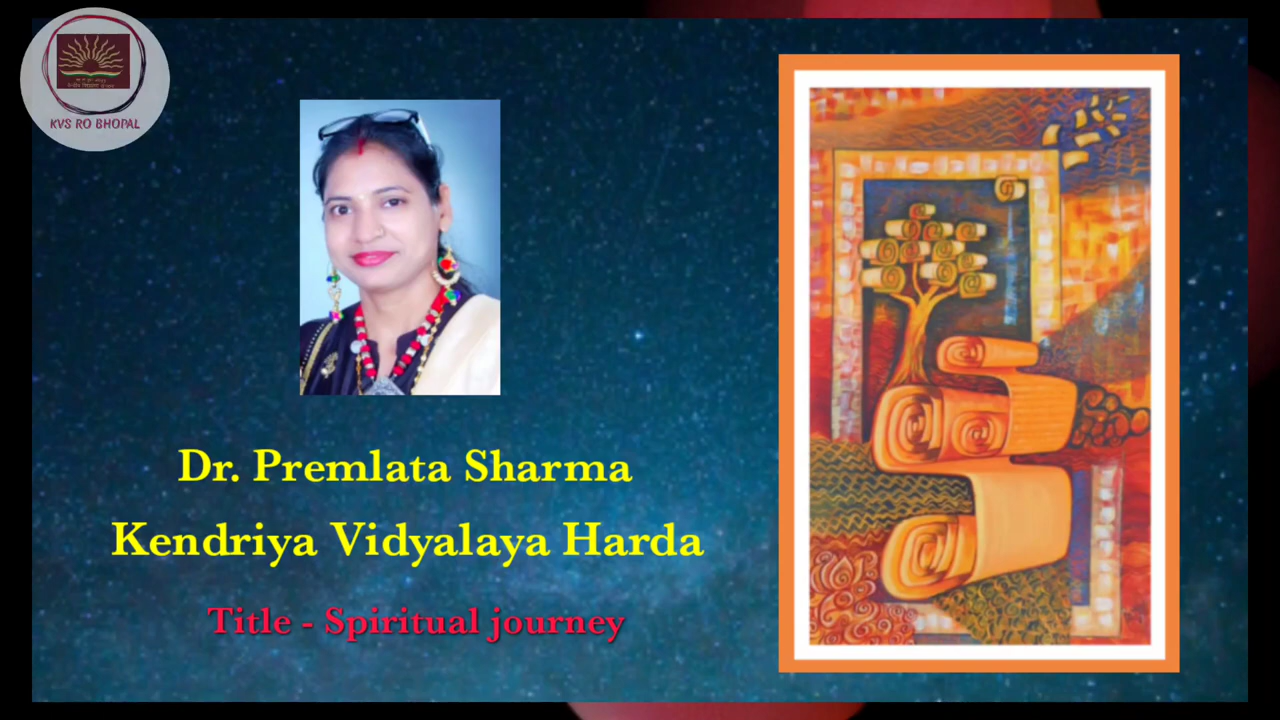 KVS RO BHOPAL
Dr. Premlata Sharma
Kendriya Vidyalaya Harda
Title - Spiritual journey